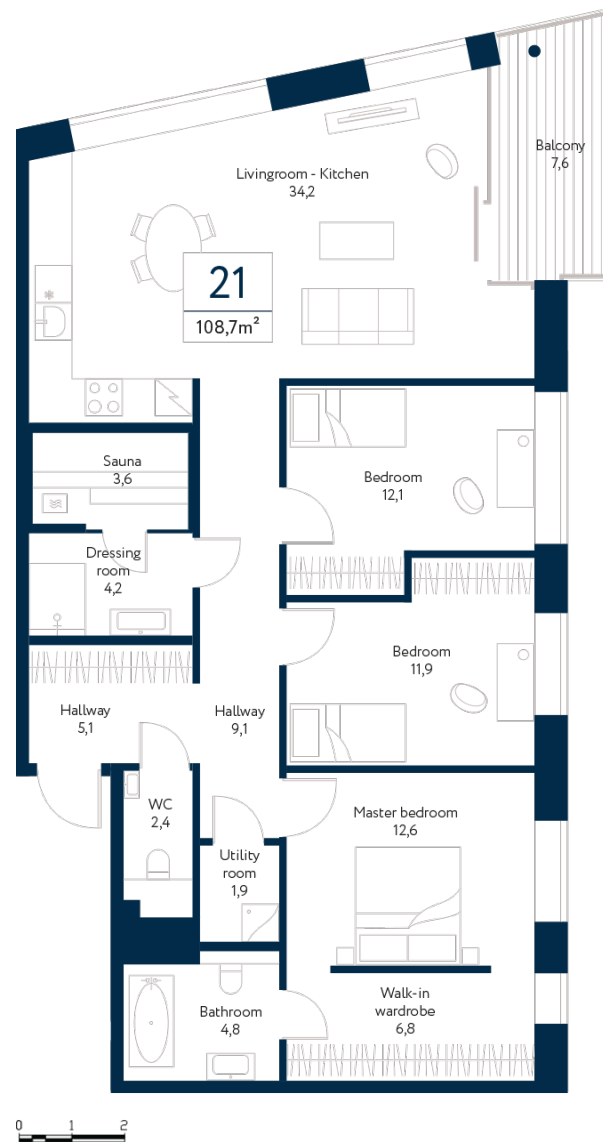 Balcony
7,6
Livingroom - Kitchen
34,2
21
108,7m²
Sauna
3,6
Bedroom
12,1
Dressing
room
4,2
Bedroom
11,9
Hallway
5,1
Hallway
9,1
WC
2,4
Master bedroom
12,6
Utility
room
1,9
Bathroom
4,8
Walk-in
wardrobe
6,8
0 1 2